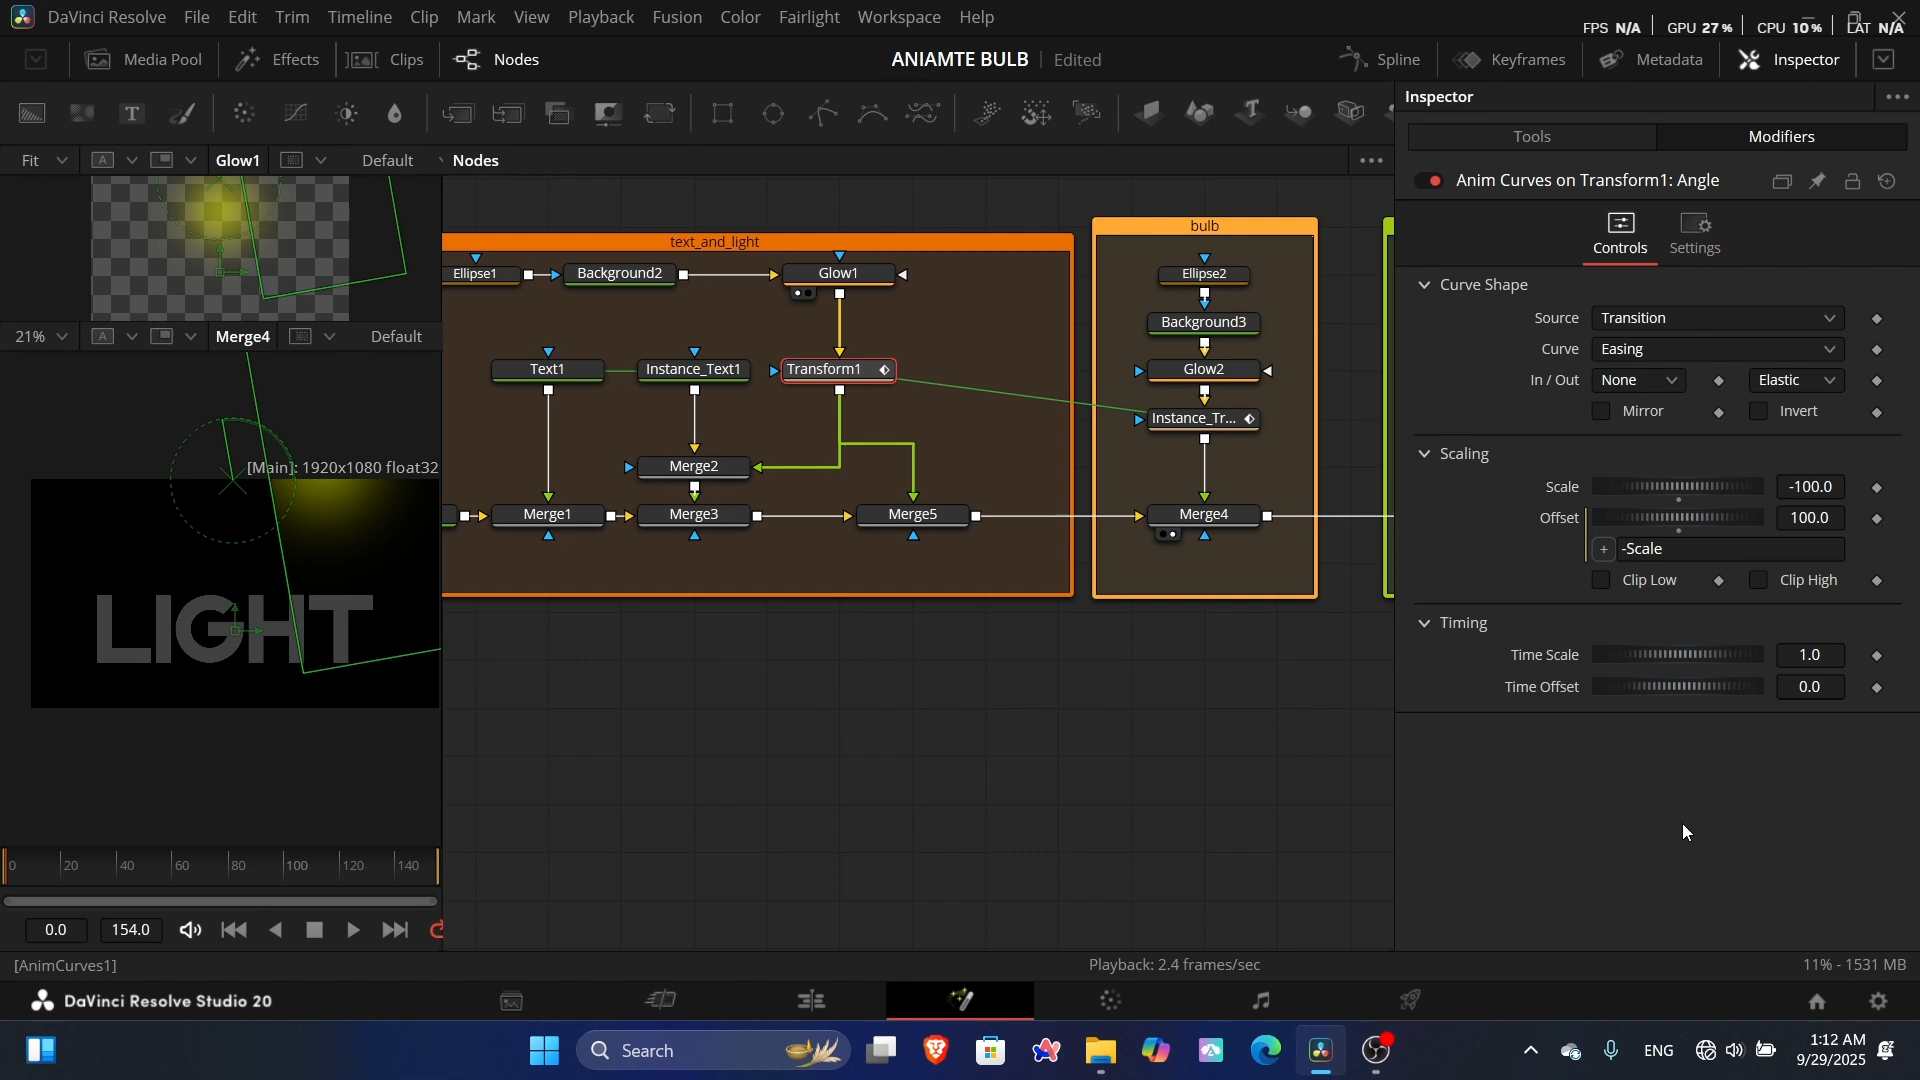 DaVinci Resolve File Edit Trim Timeline Clip Mark View Playback Fusion Color Fairlight Workspace Help
FPS N/A GPU 27% CPU 10% LAT N/A
Media Pool Effects Clips Nodes ANIAMTE BULB Edited Spline Keyframes Metadata Inspector
Inspector
Tools Modifiers
Fit A Glow1 Default Nodes
Anim Curves on Transform1: Angle
Controls Settings
text_and_light
bulb
Ellipse1 Background2 Glow1
Ellipse2
Background3
21% A Merge4 Default
Text1 Instance_Text1 Transform1 Glow2
Instance_Tr...
[Main]: 1920x1080 float32
Merge2
Merge1 Merge3 Merge5 Merge4
LIGHT
Curve Shape
Source Transition
Curve Easing
In / Out None Elastic
Mirror Invert
Scaling
Scale -100.0
Offset 100.0
+ -Scale
Clip Low Clip High
Timing
Time Scale 1.0
Time Offset 0.0
0 20 40 60 80 100 120 140
0.0 154.0
[AnimCurves1] Playback: 2.4 frames/sec 11% - 1531 MB
DaVinci Resolve Studio 20
Search
ENG
1:12 AM
9/29/2025